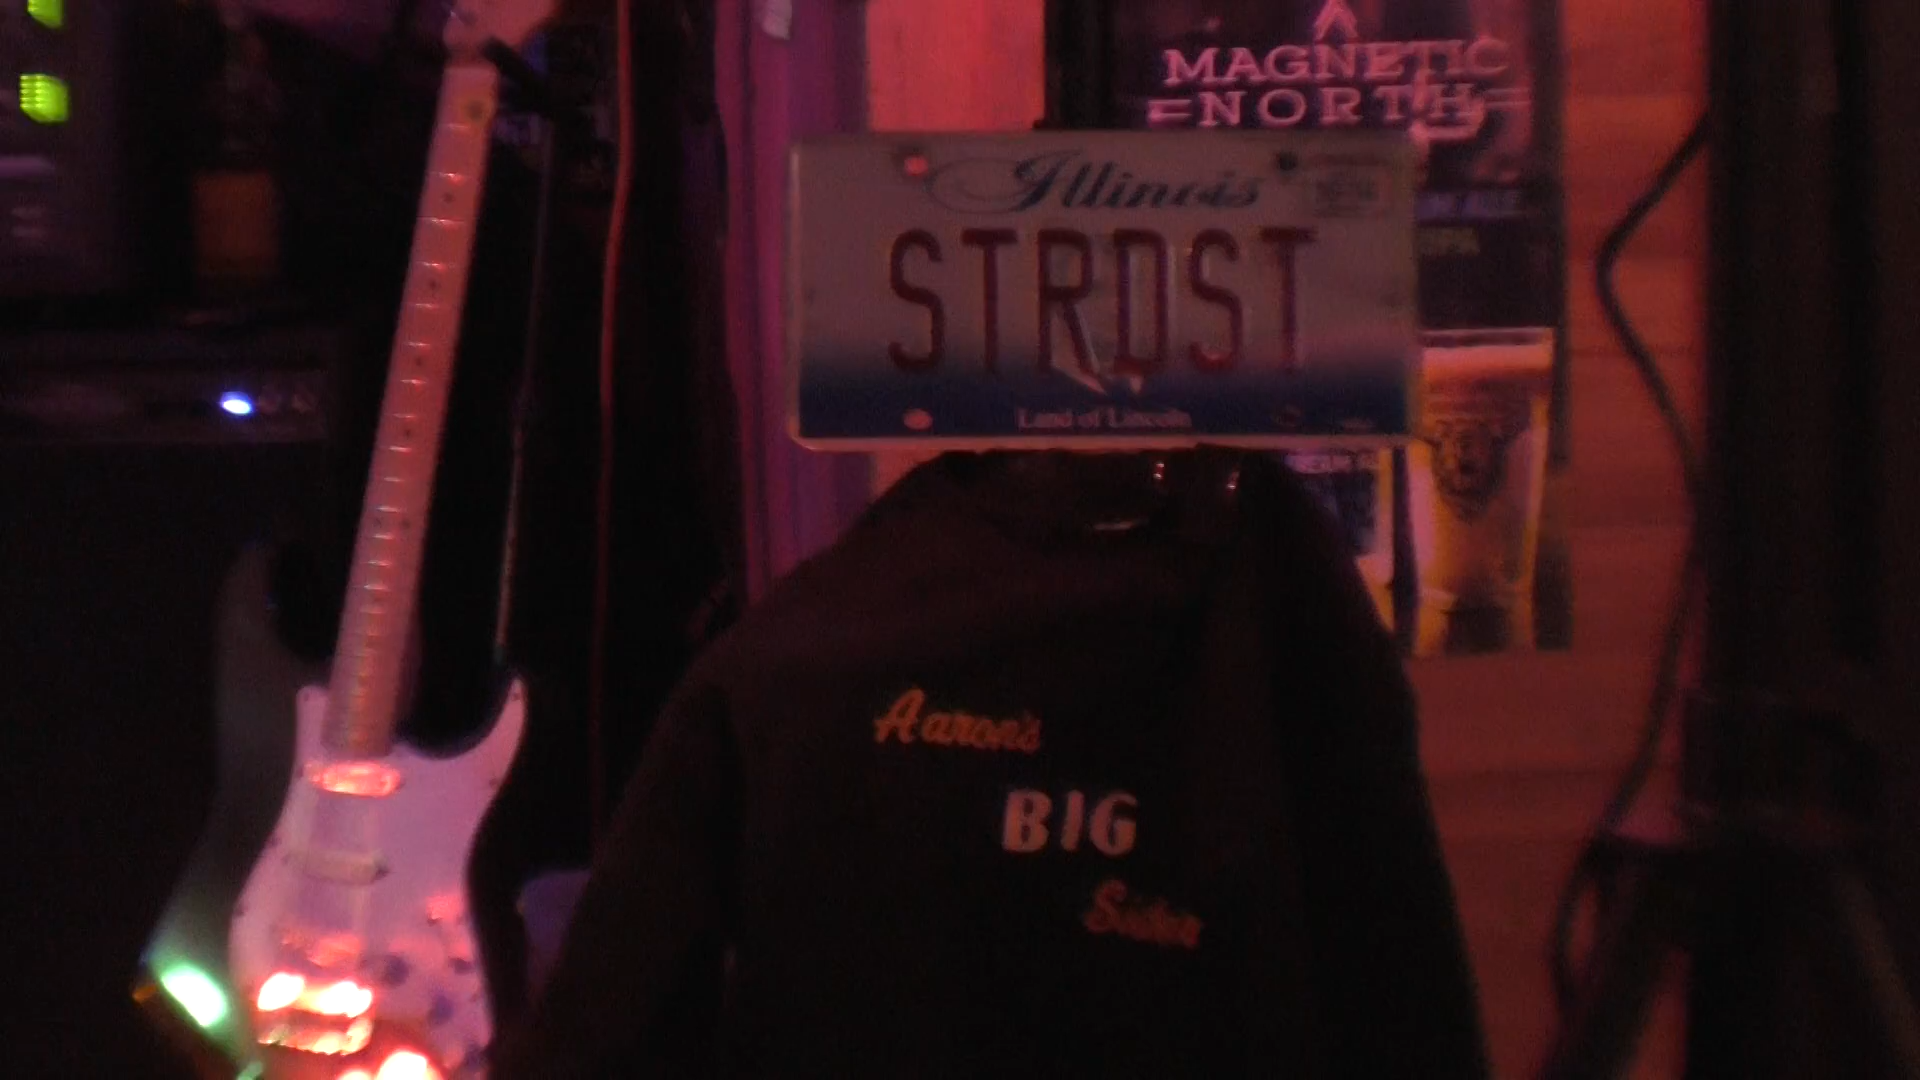 MAGNETIC
NORTH
Illinois
STRDST
Land of Lincoln
Aaron's
BIG
Sister